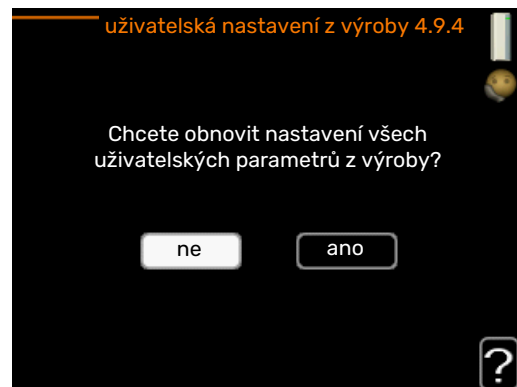 uživatelská nastavení z výroby 4.9.4
Chcete obnovit nastavení všech
uživatelských parametrů z výroby?
ne
ano
?